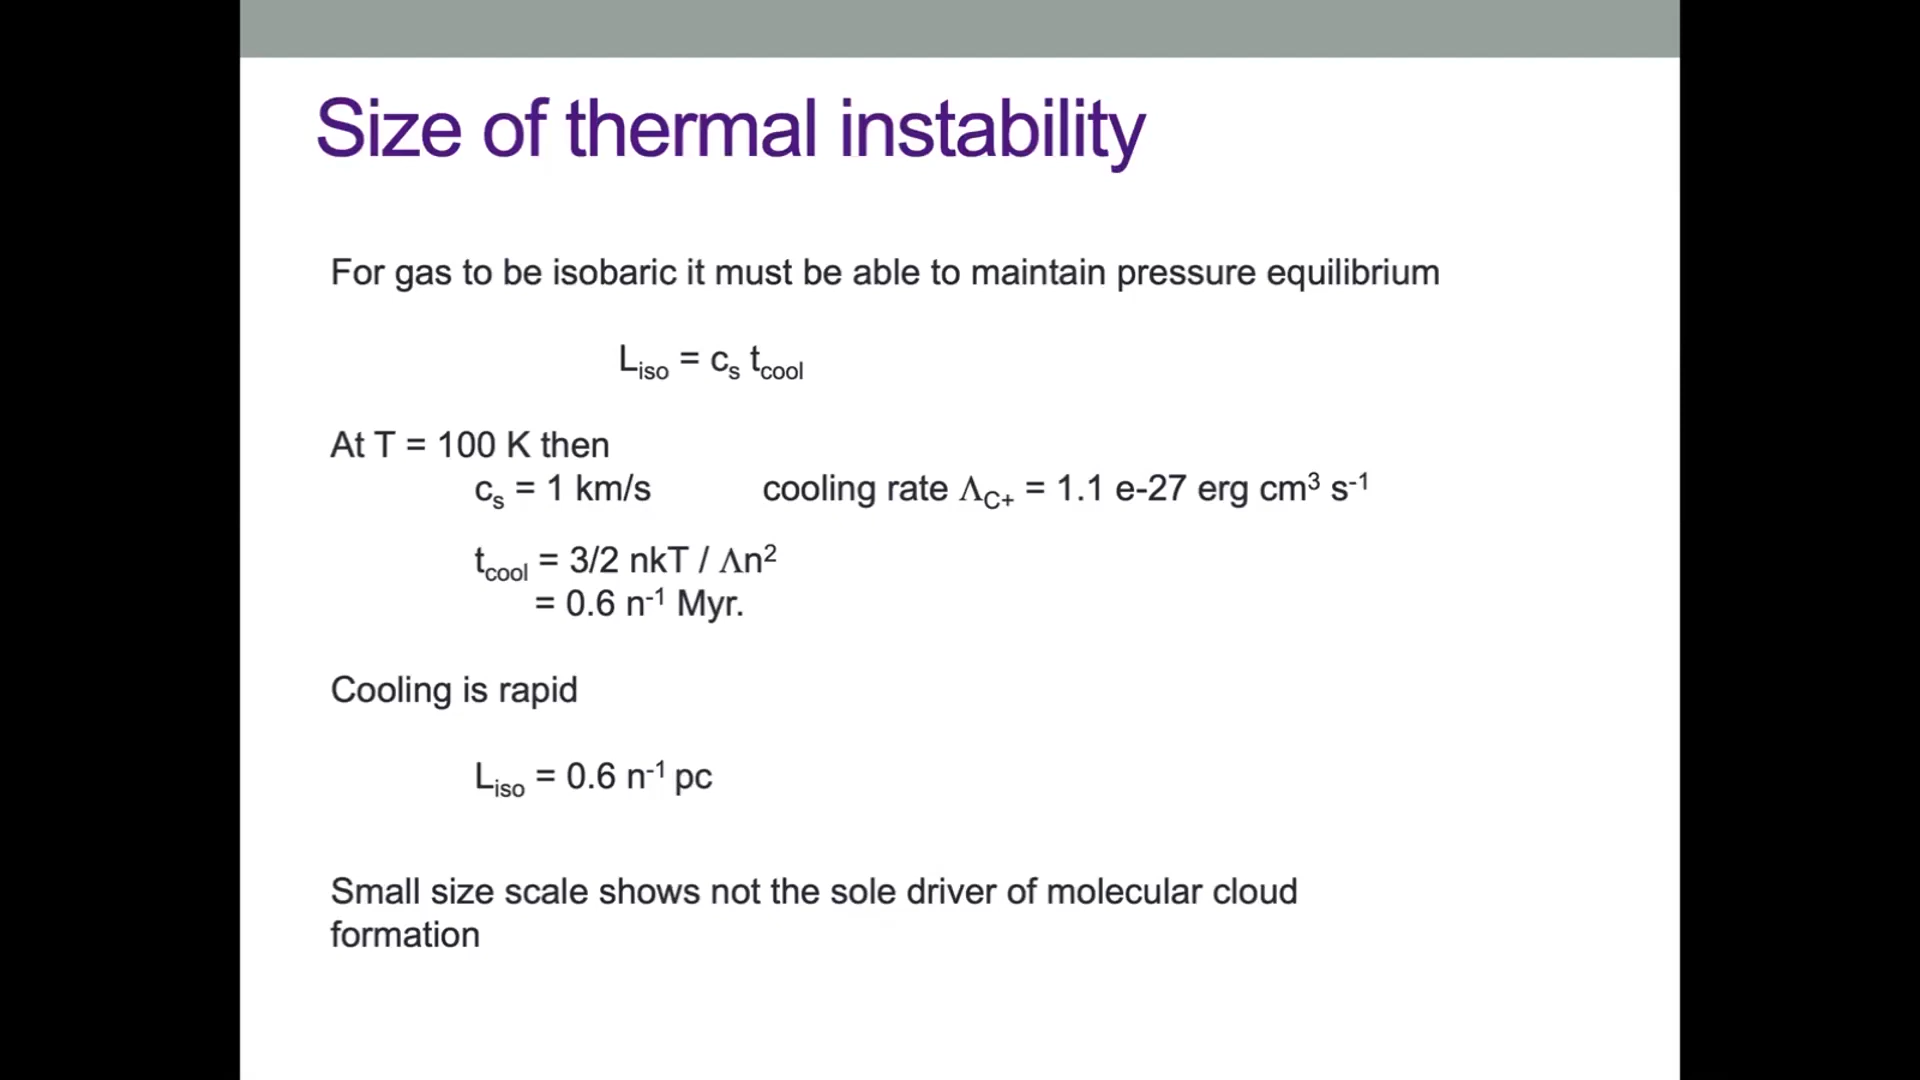 Size of thermal instability
For gas to be isobaric it must be able to maintain pressure equilibrium
L_iso = c_s t_cool
At T = 100 K then
c_s = 1 km/s cooling rate Λ_C+ = 1.1 e-27 erg cm³ s⁻¹
t_cool = 3/2 nkT / Λn²
= 0.6 n⁻¹ Myr.
Cooling is rapid
L_iso = 0.6 n⁻¹ pc
Small size scale shows not the sole driver of molecular cloud
formation